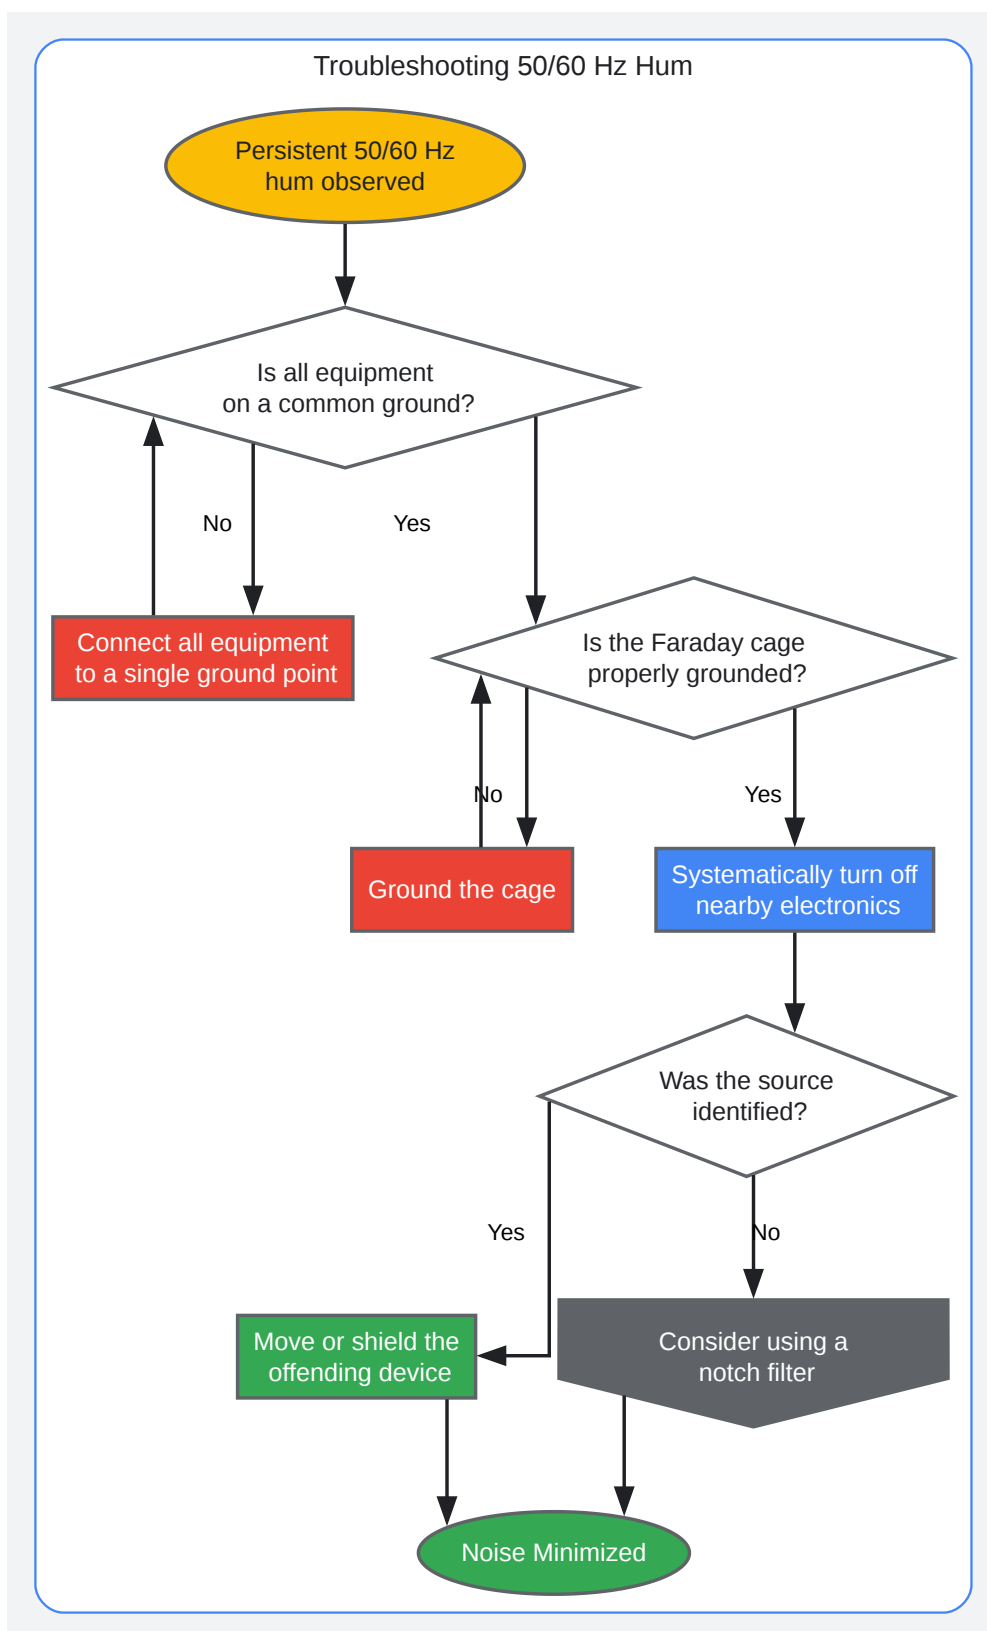 Troubleshooting 50/60 Hz Hum
Persistent 50/60 Hz
hum observed
Is all equipment
on a common ground?
No
Yes
Connect all equipment
to a single ground point
Is the Faraday cage
properly grounded?
No
Yes
Ground the cage
Systematically turn off
nearby electronics
Was the source
identified?
Yes
No
Move or shield the
offending device
Consider using a
notch filter
Noise Minimized